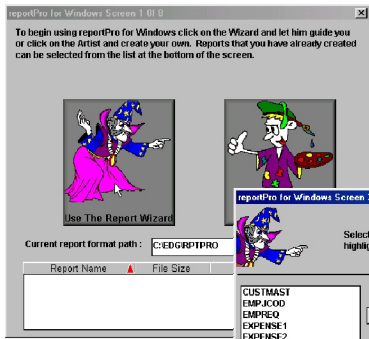 reportPro for Windows Screen 1 Of 8
To begin using reportPro for Windows click on the Wizard and let him guide you
or click on the Artist and create your own. Reports that you have already created
can be selected from the list at the bottom of the screen.
Use The Report Wizard
reportPro for Windows Screen
Current report format path : C:\EDG\RPTPRO
Select
highlig
Report Name File Size
CUSTMAST
EMPJCOD
EMPREQ
EXPENSE1
EXPENSE2